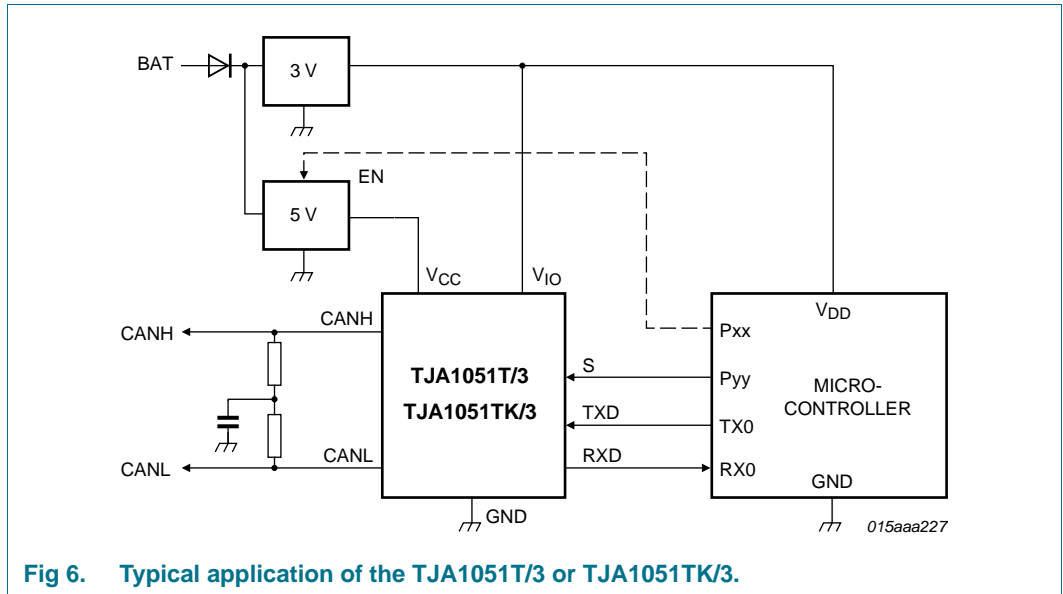 BAT
3 V
EN
5 V
VCC
VIO
VDD
CANH
CANH
Pxx
TJA1051T/3
S
Pyy
MICRO-
TJA1051TK/3
CONTROLLER
TXD
TX0
CANL
CANL
RXD
RX0
GND
GND
015aaa227
Fig 6. Typical application of the TJA1051T/3 or TJA1051TK/3.